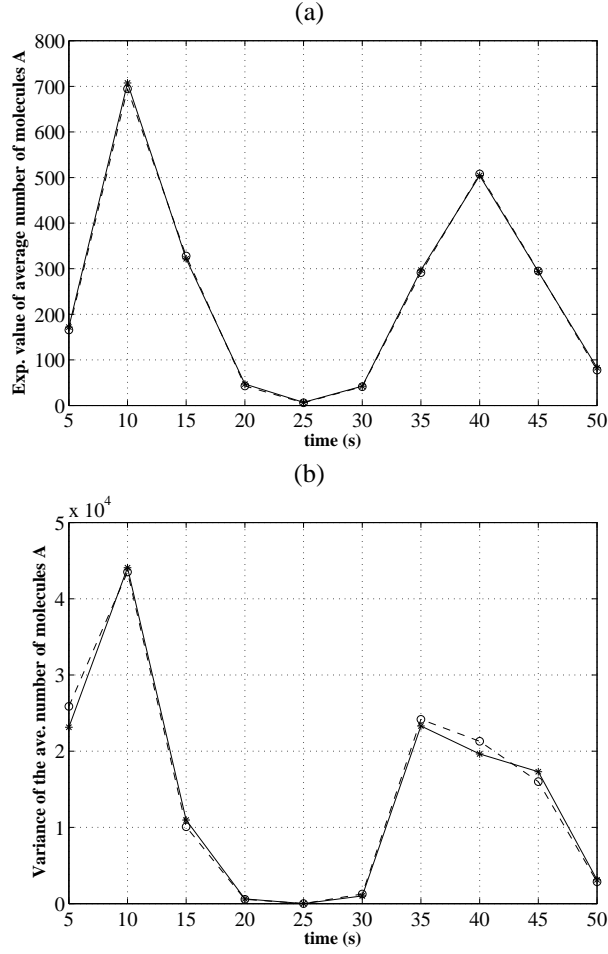 (a)
800
700
600
500
400
300
200
100
0
Exp. value of average number of molecules A
5 10 15 20 25 30 35 40 45 50
time (s)
(b)
x 10^4
5
4
3
2
1
0
Variance of the ave. number of molecules A
5 10 15 20 25 30 35 40 45 50
time (s)